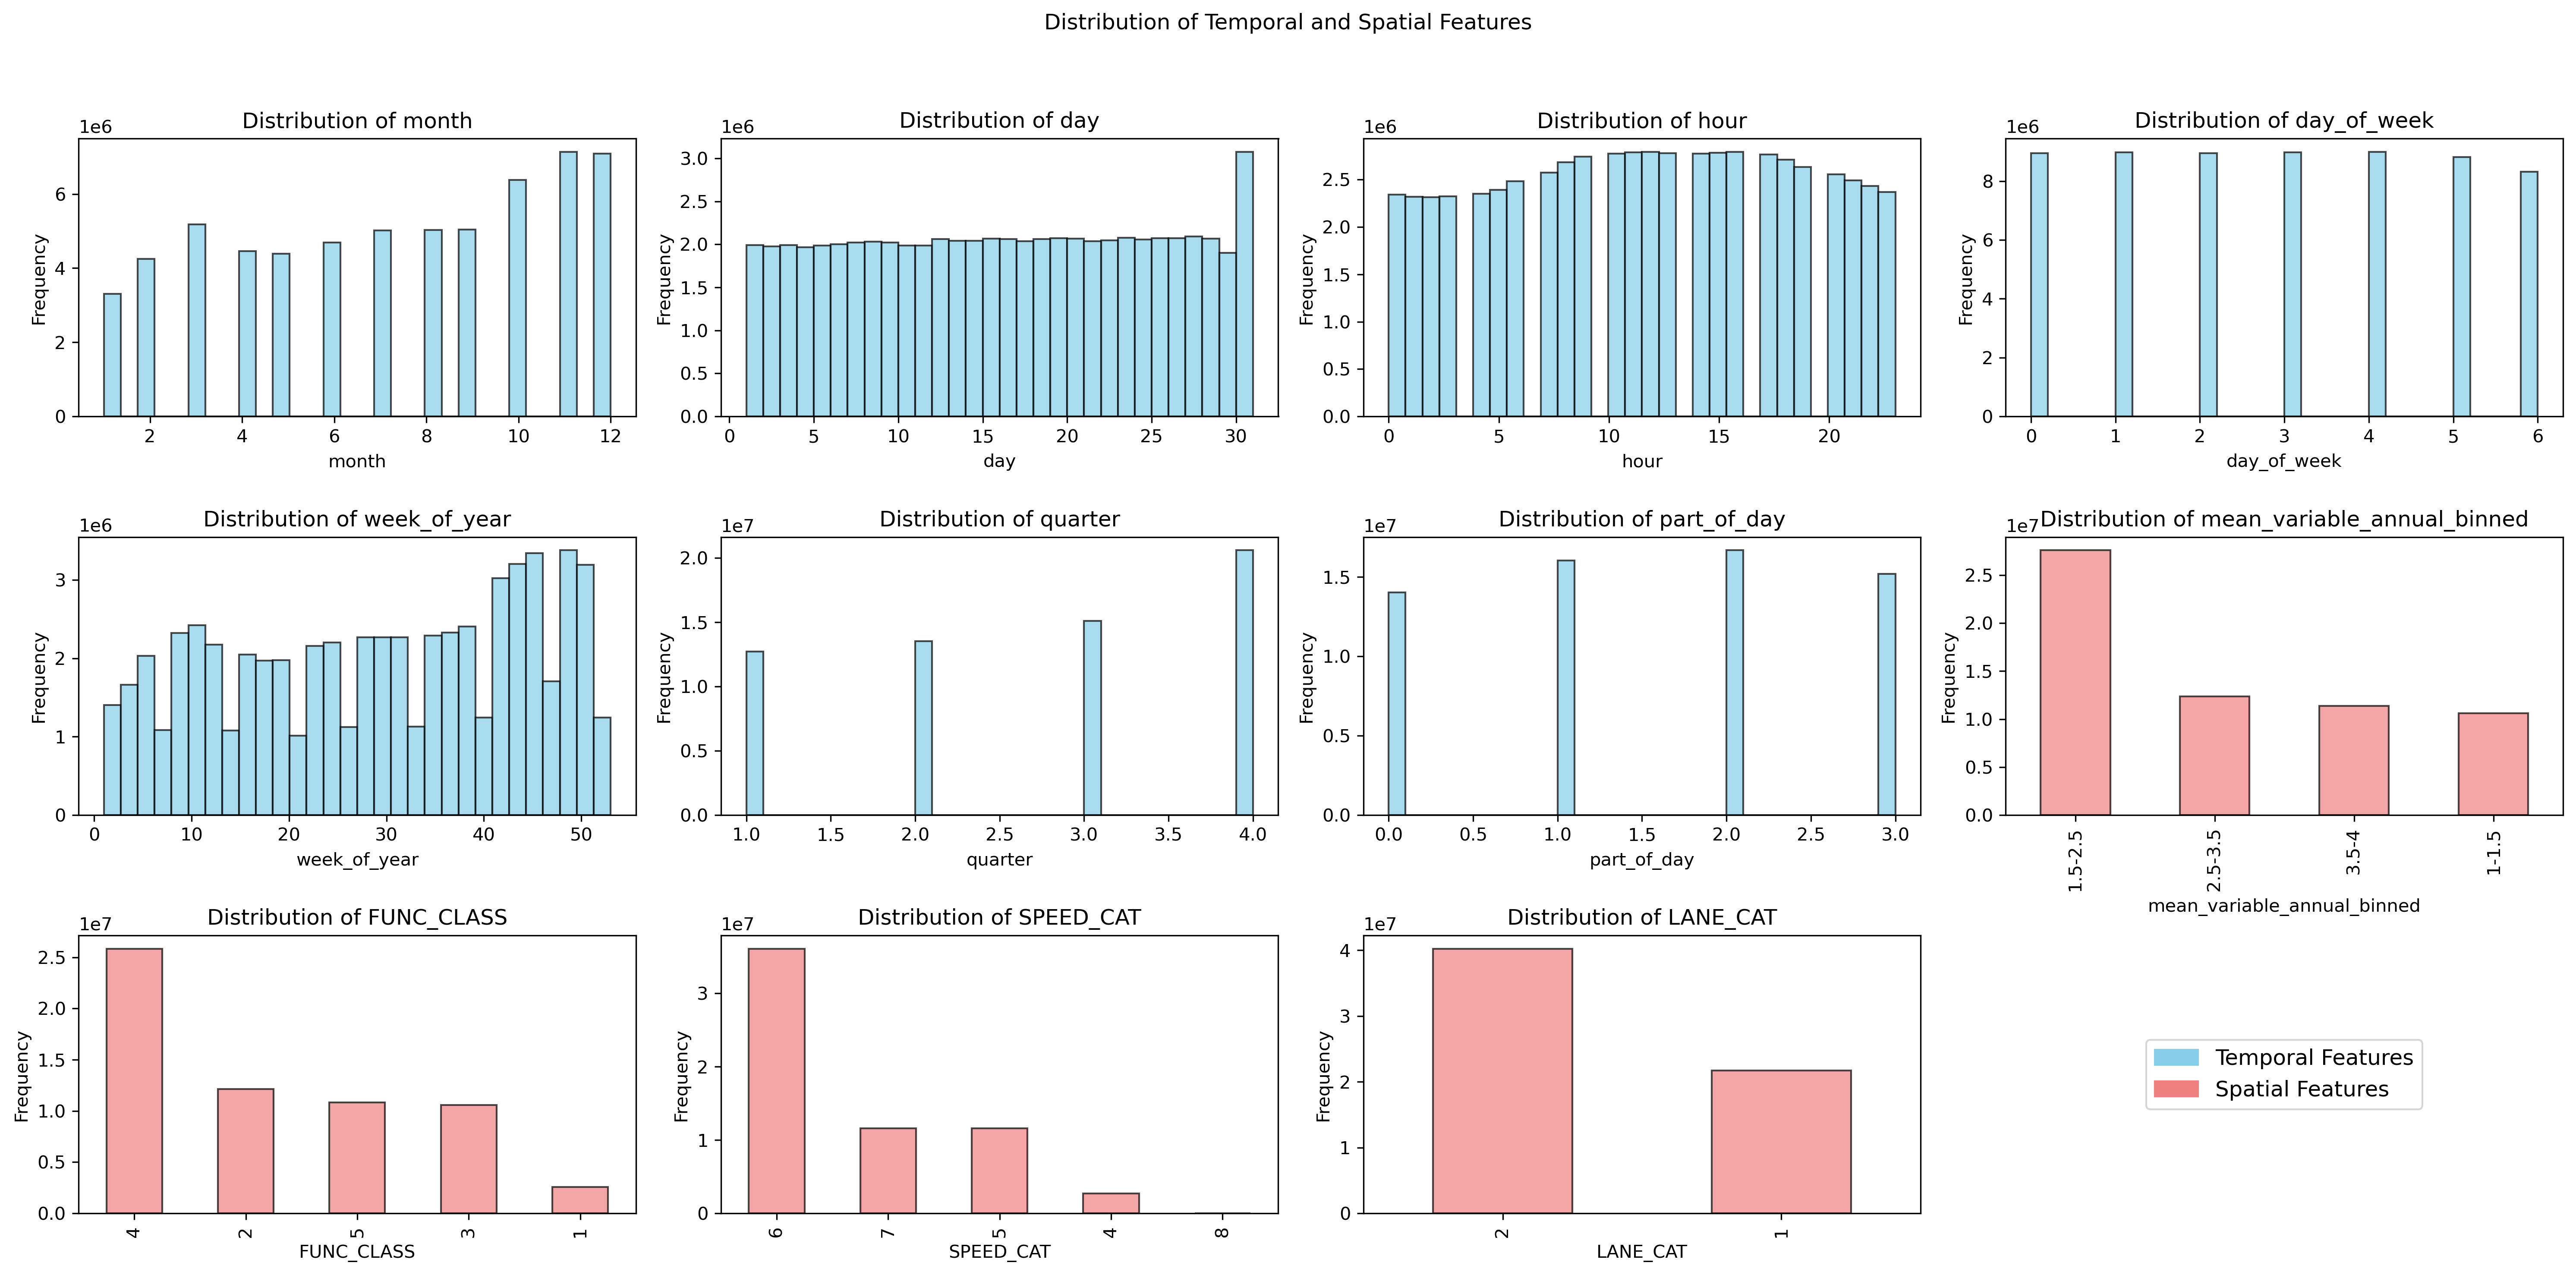 Distribution of Temporal and Spatial Features
Distribution of month
1e6
Frequency
6
4
2
0
2 4 6 8 10 12
month
Distribution of day
1e6
Frequency
3.0
2.5
2.0
1.5
1.0
0.5
0.0
0 5 10 15 20 25 30
day
Distribution of hour
1e6
Frequency
2.5
2.0
1.5
1.0
0.5
0.0
0 5 10 15 20
hour
Distribution of day_of_week
1e6
Frequency
8
6
4
2
0
0 1 2 3 4 5 6
day_of_week
Distribution of week_of_year
1e6
Frequency
3
2
1
0
0 10 20 30 40 50
week_of_year
Distribution of quarter
1e7
Frequency
2.0
1.5
1.0
0.5
0.0
1.0 1.5 2.0 2.5 3.0 3.5 4.0
quarter
Distribution of part_of_day
1e7
Frequency
1.5
1.0
0.5
0.0
0.0 0.5 1.0 1.5 2.0 2.5 3.0
part_of_day
Distribution of mean_variable_annual_binned
1e7
Frequency
2.5
2.0
1.5
1.0
0.5
0.0
1.5-2.5 2.5-3.5 3.5-4 1-1.5
mean_variable_annual_binned
Distribution of FUNC_CLASS
1e7
Frequency
2.5
2.0
1.5
1.0
0.5
0.0
4 2 5 3 1
FUNC_CLASS
Distribution of SPEED_CAT
1e7
Frequency
3
2
1
0
6 7 5 4 8
SPEED_CAT
Distribution of LANE_CAT
1e7
Frequency
4
3
2
1
0
2 1
LANE_CAT
Temporal Features
Spatial Features